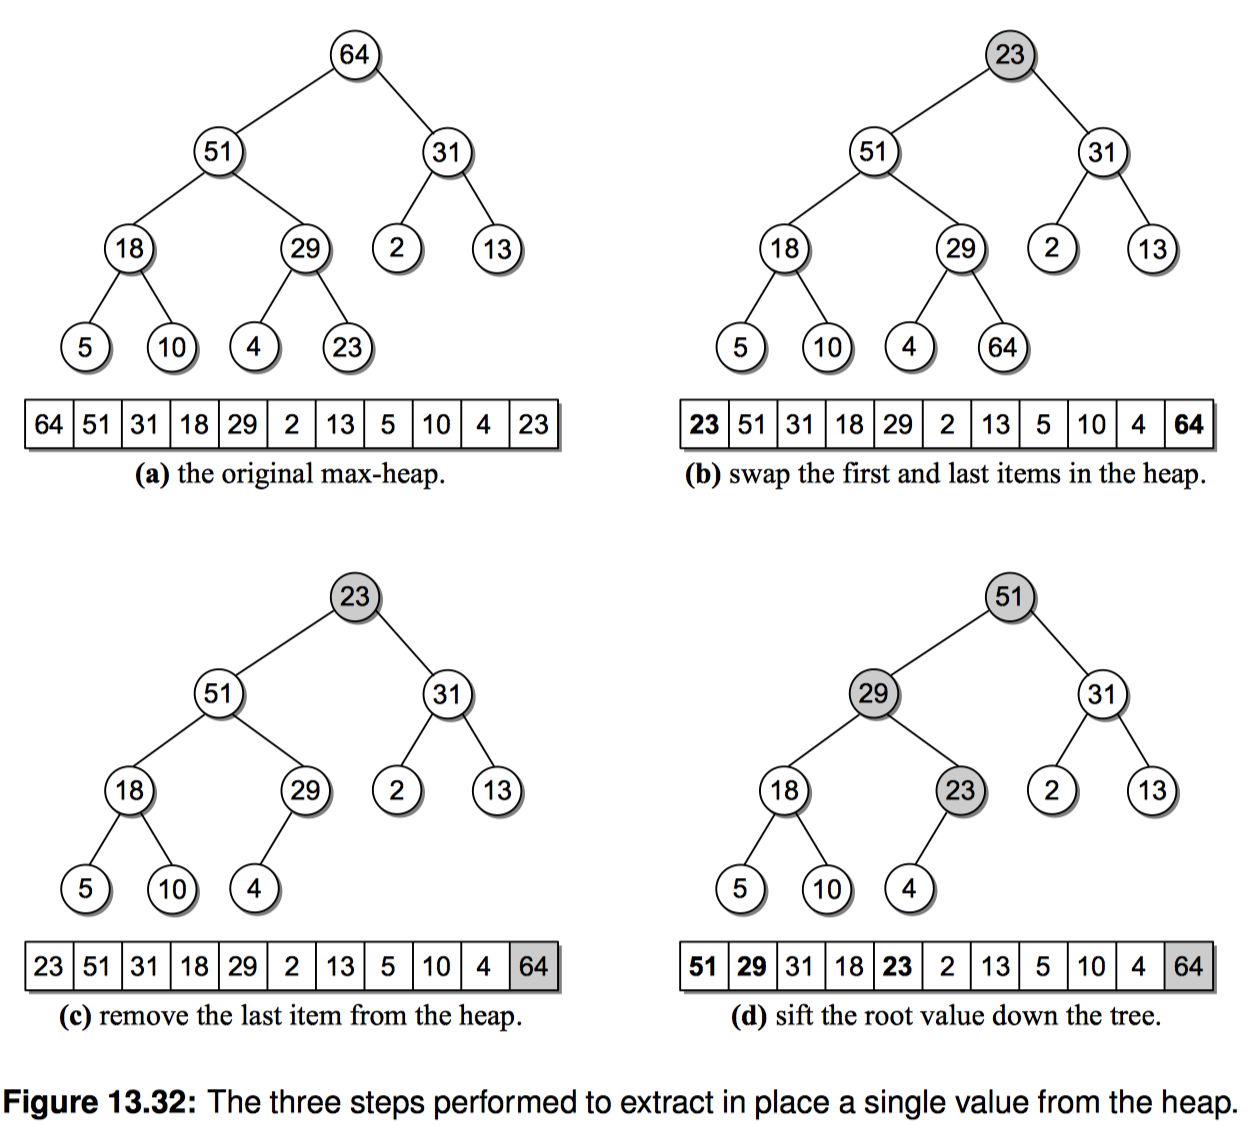 64
51 31
18 29 2 13
5 10 4 23
64 51 31 18 29 2 13 5 10 4 23
(a) the original max-heap.
23
51 31
18 29 2 13
5 10 4 64
23 51 31 18 29 2 13 5 10 4 64
(b) swap the first and last items in the heap.
23
51 31
18 29 2 13
5 10 4
23 51 31 18 29 2 13 5 10 4 64
(c) remove the last item from the heap.
51
29 31
18 23 2 13
5 10 4
51 29 31 18 23 2 13 5 10 4 64
(d) sift the root value down the tree.
Figure 13.32: The three steps performed to extract in place a single value from the heap.